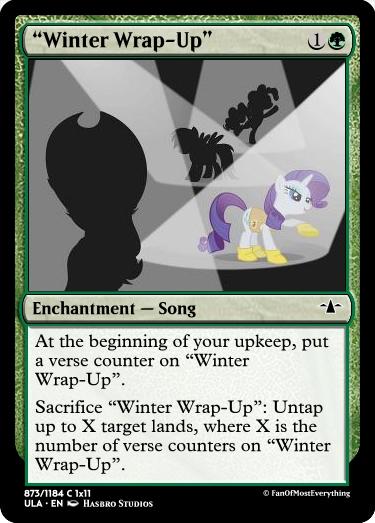 “Winter Wrap-Up”
1
Enchantment — Song
At the beginning of your upkeep, put
a verse counter on “Winter
Wrap-Up”.
Sacrifice “Winter Wrap-Up”: Untap
up to X target lands, where X is the
number of verse counters on “Winter
Wrap-Up”.
873/1184 C 1x11
ULA • EN Hasbro Studios
© FanOfMostEverything